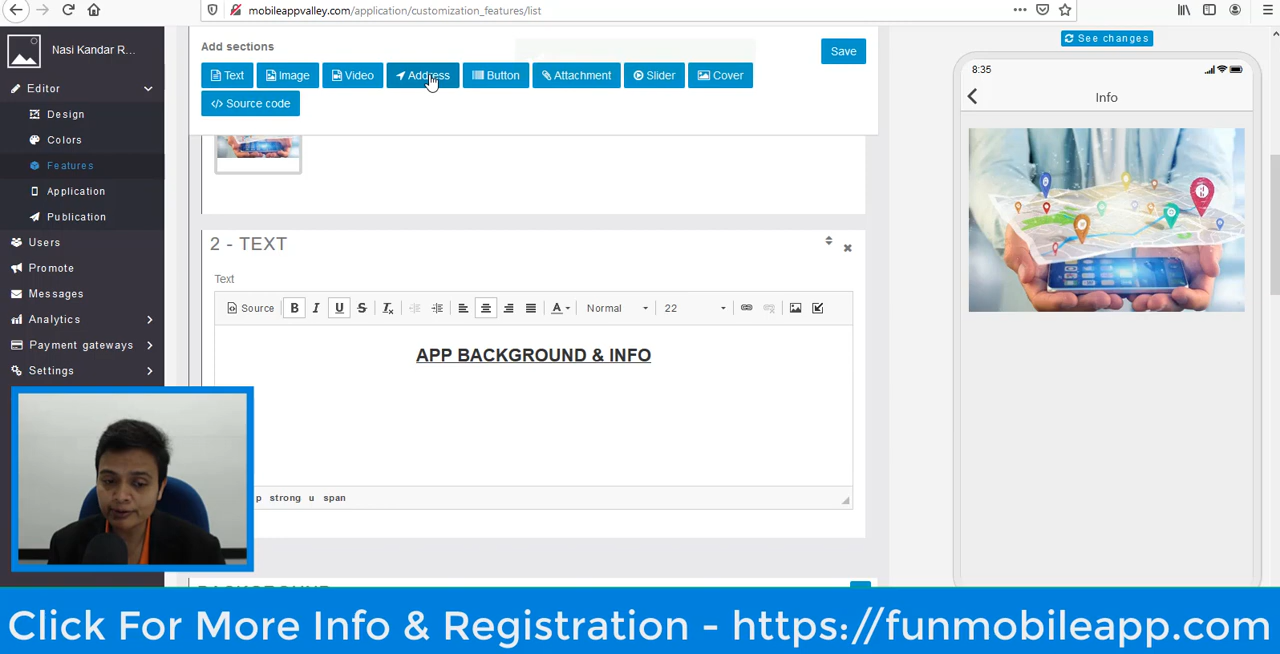 mobileappvalley.com/application/customization_features/list
Nasi Kandar R...
Editor
Design
Colors
Features
Application
Publication
Users
Promote
Messages
Analytics
Payment gateways
Settings
Add sections
Save
Text
Image
Video
Address
Button
Attachment
Slider
Cover
</> Source code
2 - TEXT
Text
Source
B
I
U
S
Ix
A
Normal
22
APP BACKGROUND & INFO
p strong u span
See changes
8:35
Info
Click For More Info & Registration - https://funmobileapp.com